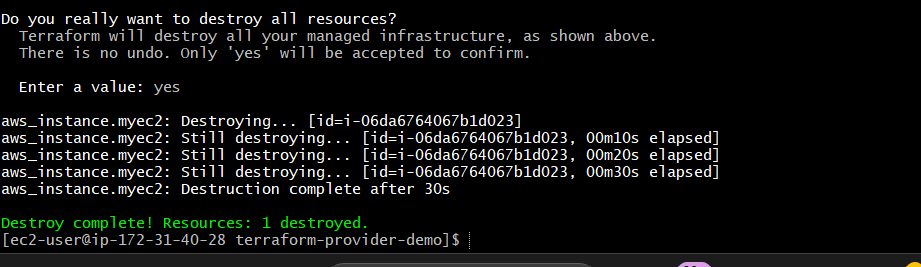 Do you really want to destroy all resources?
  Terraform will destroy all your managed infrastructure, as shown above.
  There is no undo. Only 'yes' will be accepted to confirm.

  Enter a value: yes

aws_instance.myec2: Destroying... [id=i-06da6764067b1d023]
aws_instance.myec2: Still destroying... [id=i-06da6764067b1d023, 00m10s elapsed]
aws_instance.myec2: Still destroying... [id=i-06da6764067b1d023, 00m20s elapsed]
aws_instance.myec2: Still destroying... [id=i-06da6764067b1d023, 00m30s elapsed]
aws_instance.myec2: Destruction complete after 30s

Destroy complete! Resources: 1 destroyed.
[ec2-user@ip-172-31-40-28 terraform-provider-demo]$